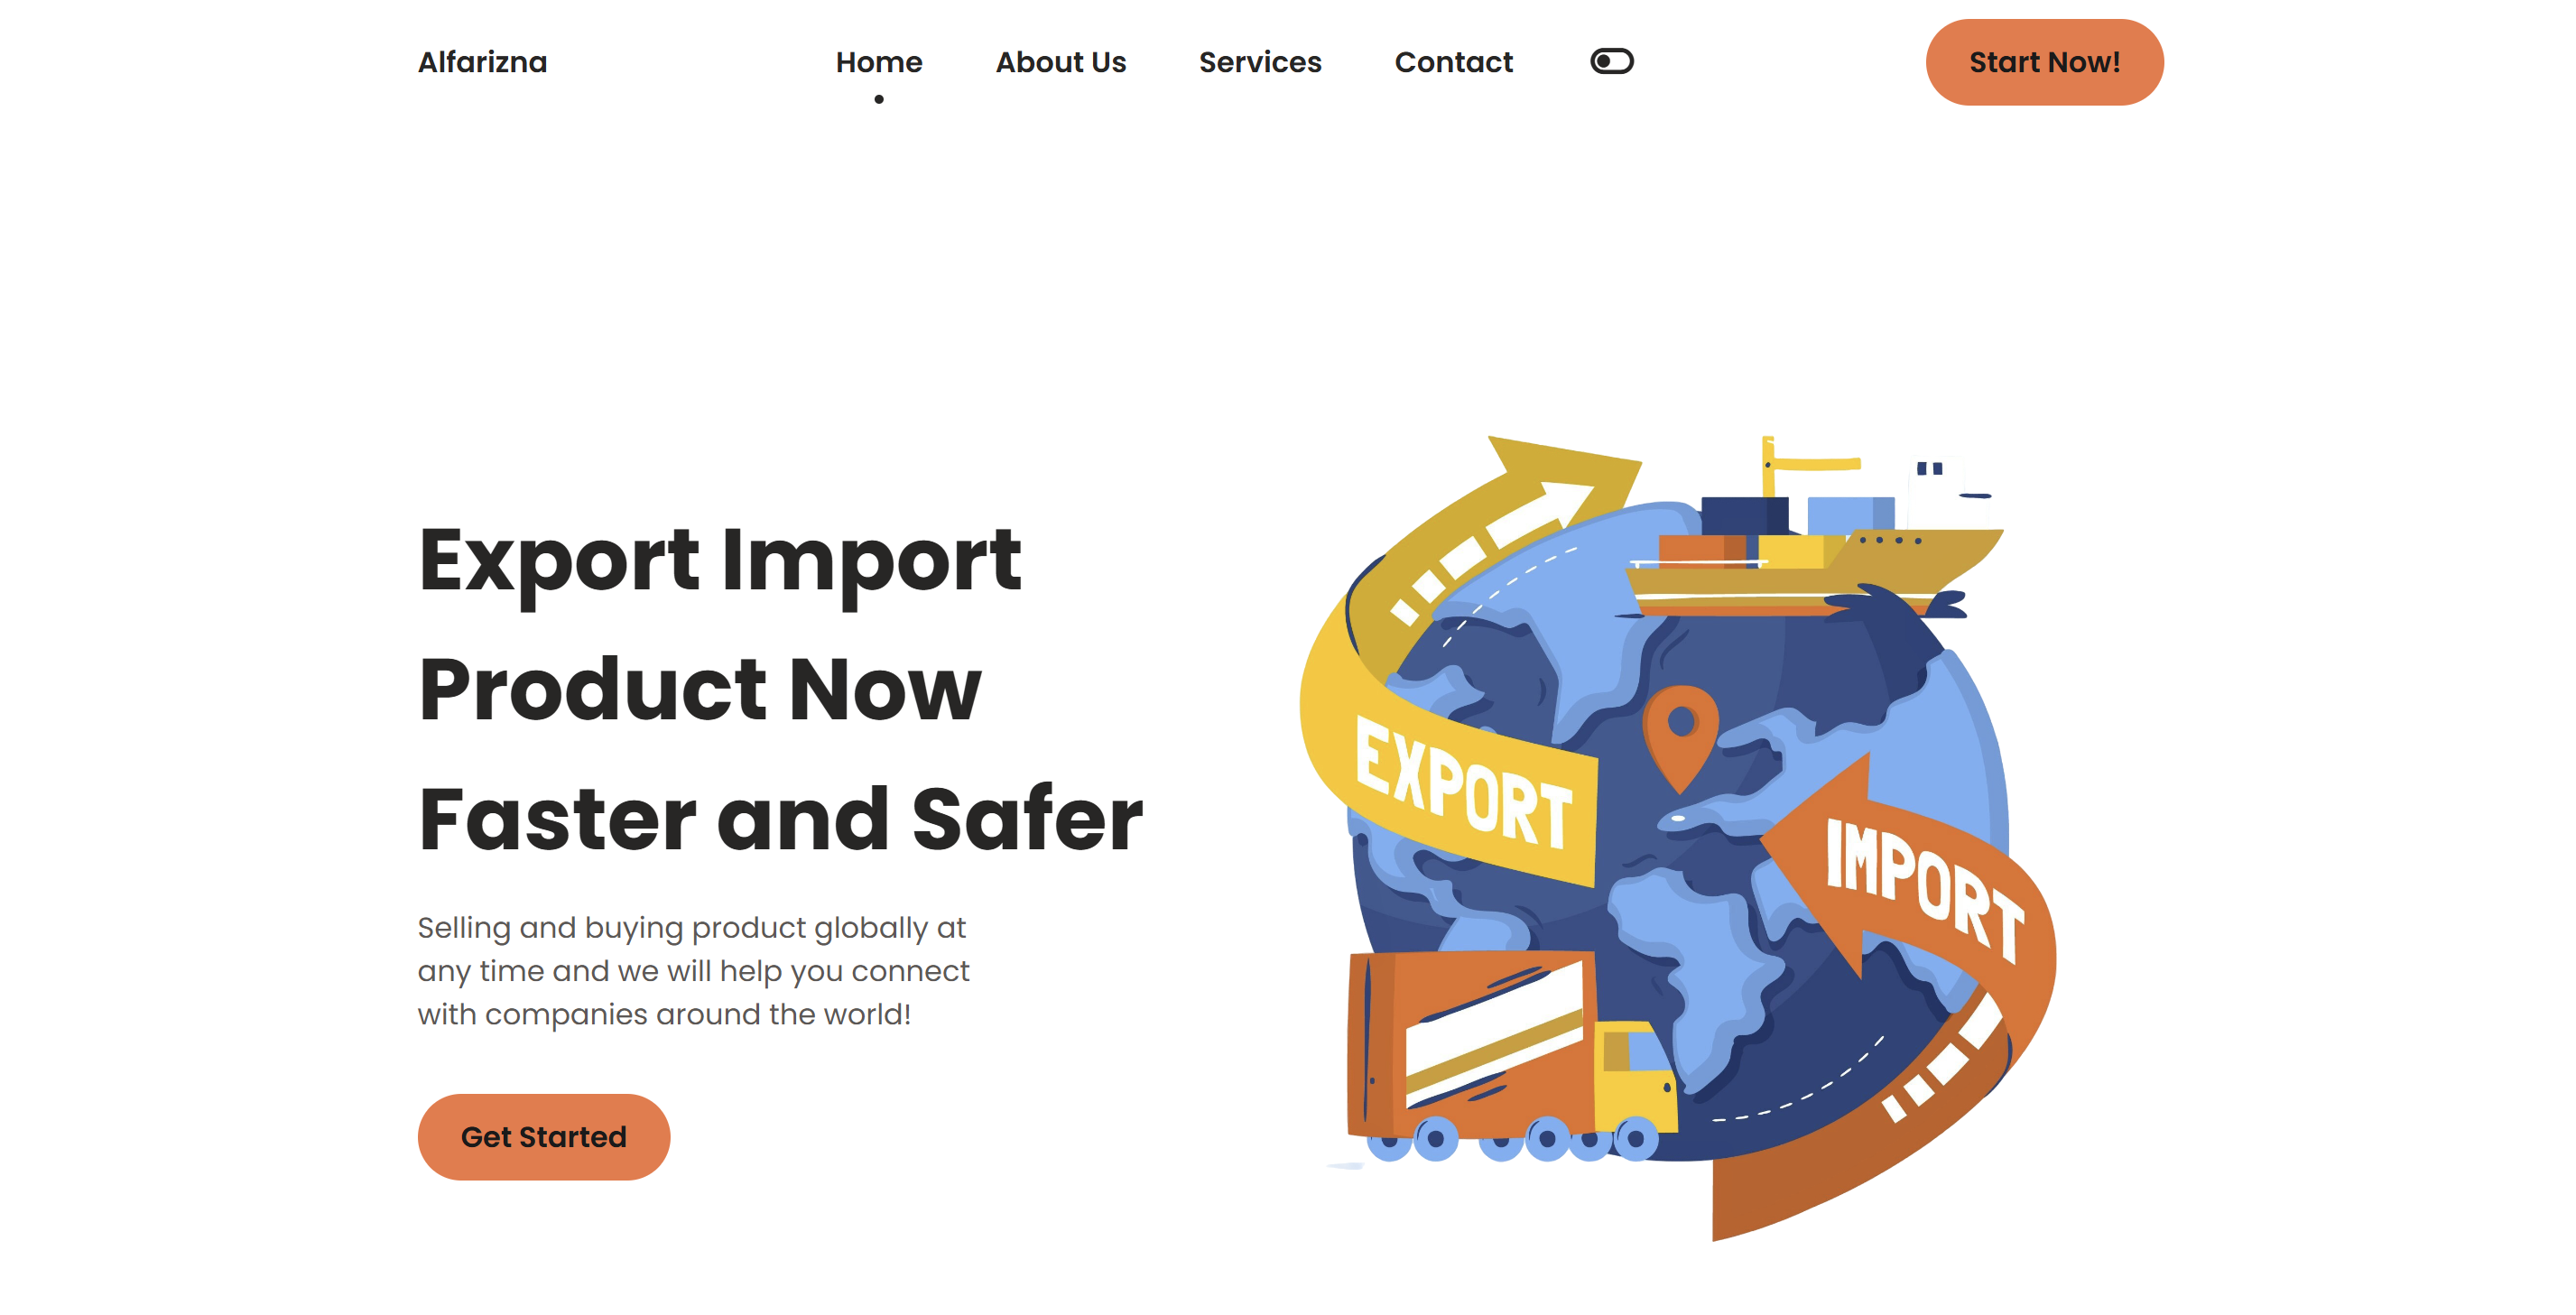 Alfarizna
Home
About Us
Services
Contact
Start Now!
Export Import
Product Now
Faster and Safer
Selling and buying product globally at
any time and we will help you connect
with companies around the world!
Get Started
EXPORT
IMPORT